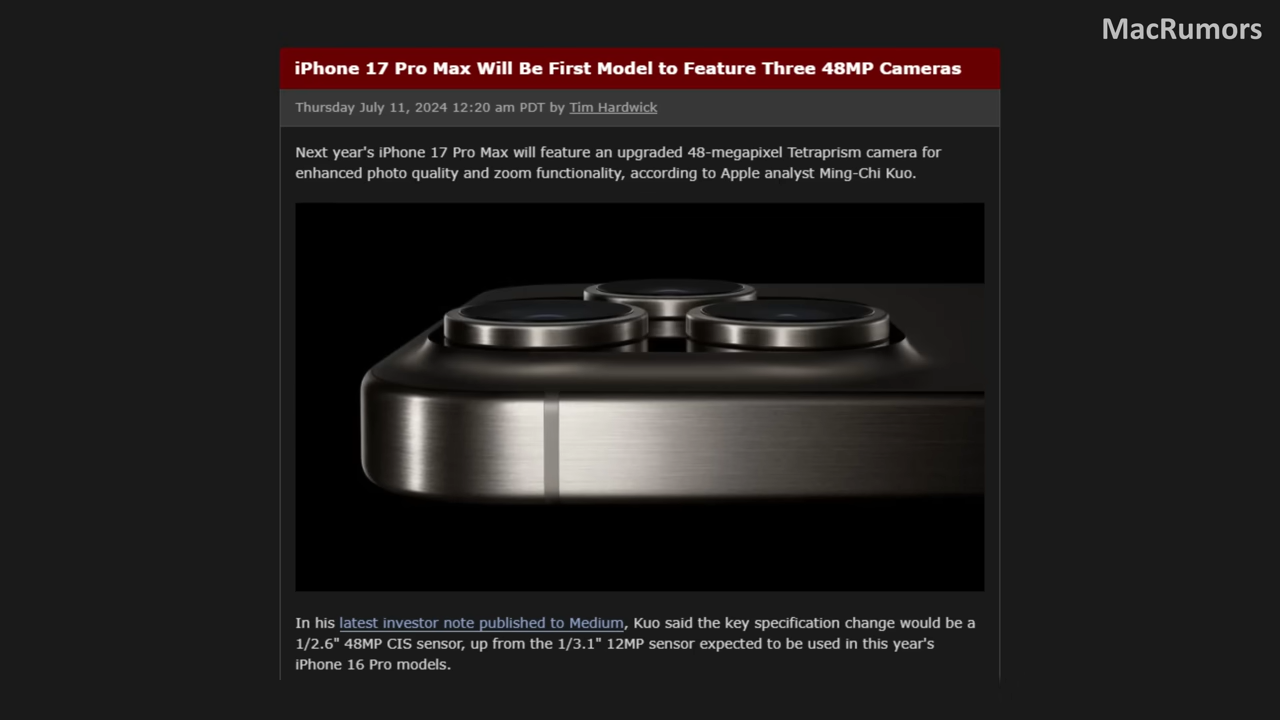 MacRumors
iPhone 17 Pro Max Will Be First Model to Feature Three 48MP Cameras
Thursday July 11, 2024 12:20 am PDT by Tim Hardwick
Next year's iPhone 17 Pro Max will feature an upgraded 48-megapixel Tetraprism camera for
enhanced photo quality and zoom functionality, according to Apple analyst Ming-Chi Kuo.
In his latest investor note published to Medium, Kuo said the key specification change would be a
1/2.6" 48MP CIS sensor, up from the 1/3.1" 12MP sensor expected to be used in this year's
iPhone 16 Pro models.